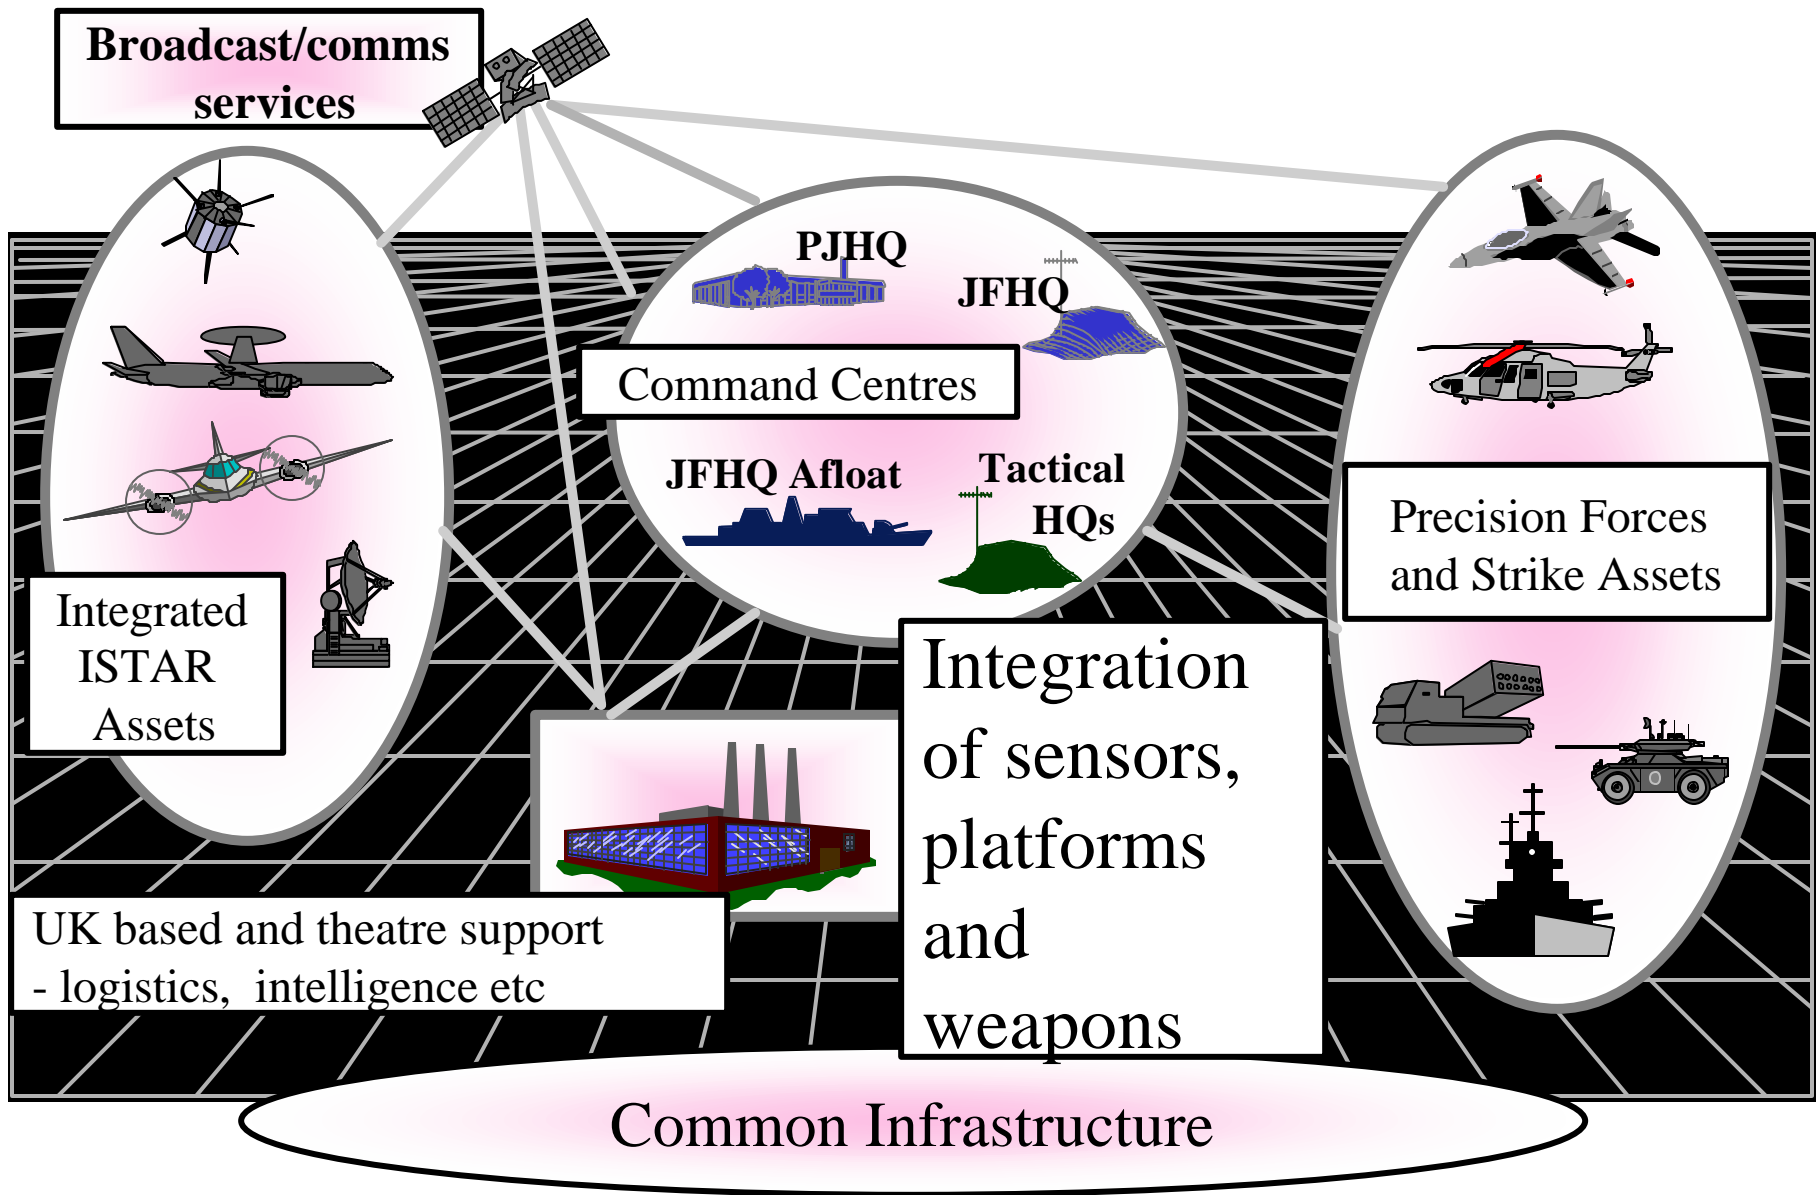 Broadcast/comms
services
PJHQ
JFHQ
Command Centres
JFHQ Afloat
Tactical
HQs
Precision Forces
and Strike Assets
Integrated
ISTAR
Assets
Integration
of sensors,
platforms
and
weapons
UK based and theatre support
- logistics, intelligence etc
Common Infrastructure